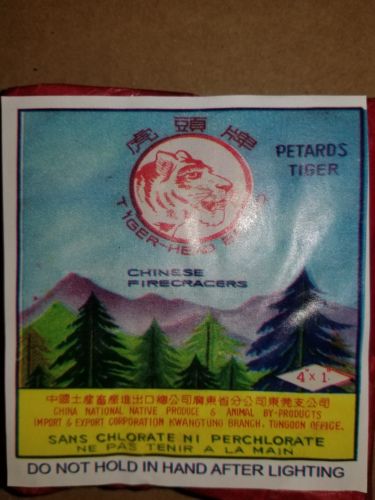 虎頭牌
PETARDS
TIGER
TIGER-HEAD BRAND
CHINESE
FIRECRACERS
4" x 1"
中國土產畜產進出口總公司廣東省分公司東莞支公司
CHINA NATIONAL NATIVE PRODUCE & ANIMAL BY-PRODUCTS
IMPORT & EXPORT CORPORATION KWANGTUNG BRANCH. TUNGOON OFFICE.
SANS CHLORATE NI PERCHLORATE
NE PAS TENIR A LA MAIN
DO NOT HOLD IN HAND AFTER LIGHTING